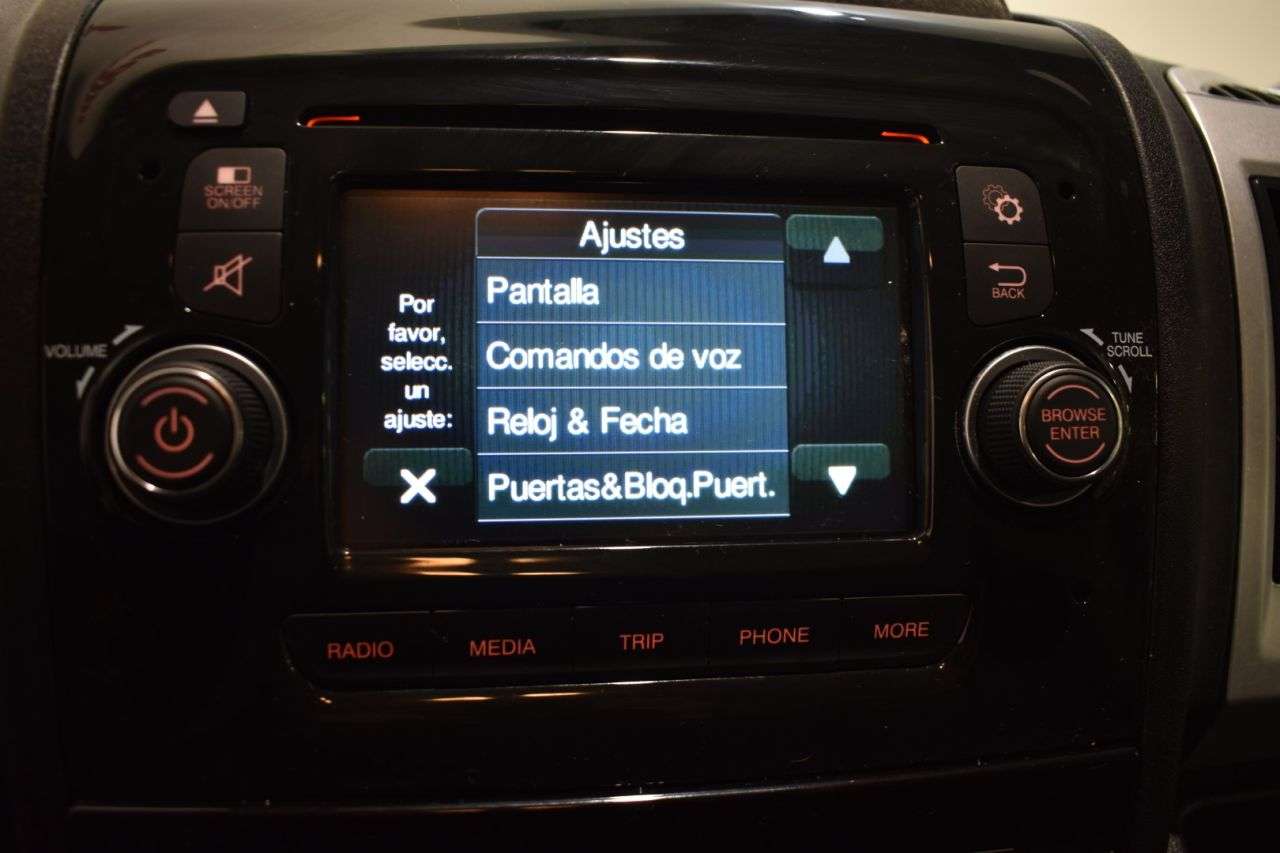 SCREEN
ON/OFF
VOLUME
Por
favor,
selecc.
un
ajuste:
Ajustes
Pantalla
Comandos de voz
Reloj & Fecha
Puertas&Bloq.Puert.
BACK
TUNE
SCROLL
BROWSE
ENTER
RADIO
MEDIA
TRIP
PHONE
MORE